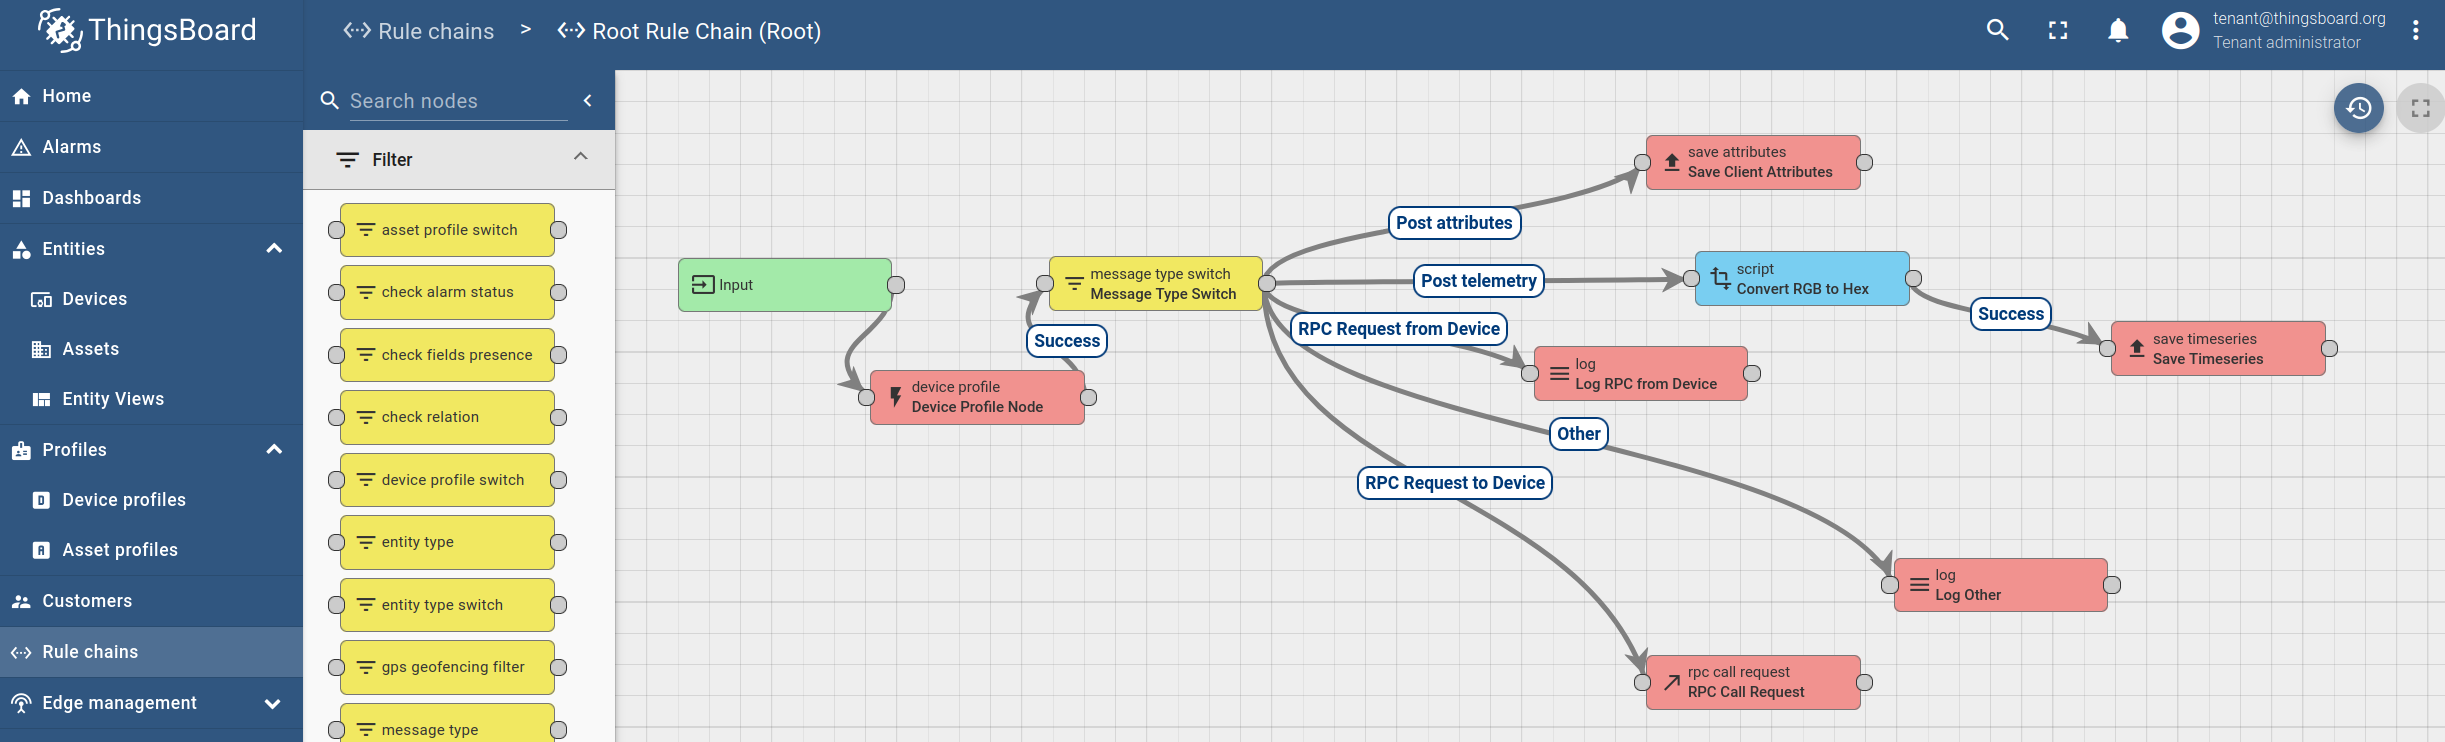 ThingsBoard
Rule chains > Root Rule Chain (Root)
tenant@thingsboard.org
Tenant administrator
Home
Alarms
Dashboards
Entities
Devices
Assets
Entity Views
Profiles
Device profiles
Asset profiles
Customers
Rule chains
Edge management
Search nodes
Filter
asset profile switch
check alarm status
check fields presence
check relation
device profile switch
entity type
entity type switch
gps geofencing filter
message type
Input
device profile
Device Profile Node
Success
message type switch
Message Type Switch
Post attributes
save attributes
Save Client Attributes
Post telemetry
script
Convert RGB to Hex
Success
save timeseries
Save Timeseries
RPC Request from Device
log
Log RPC from Device
Other
log
Log Other
RPC Request to Device
rpc call request
RPC Call Request